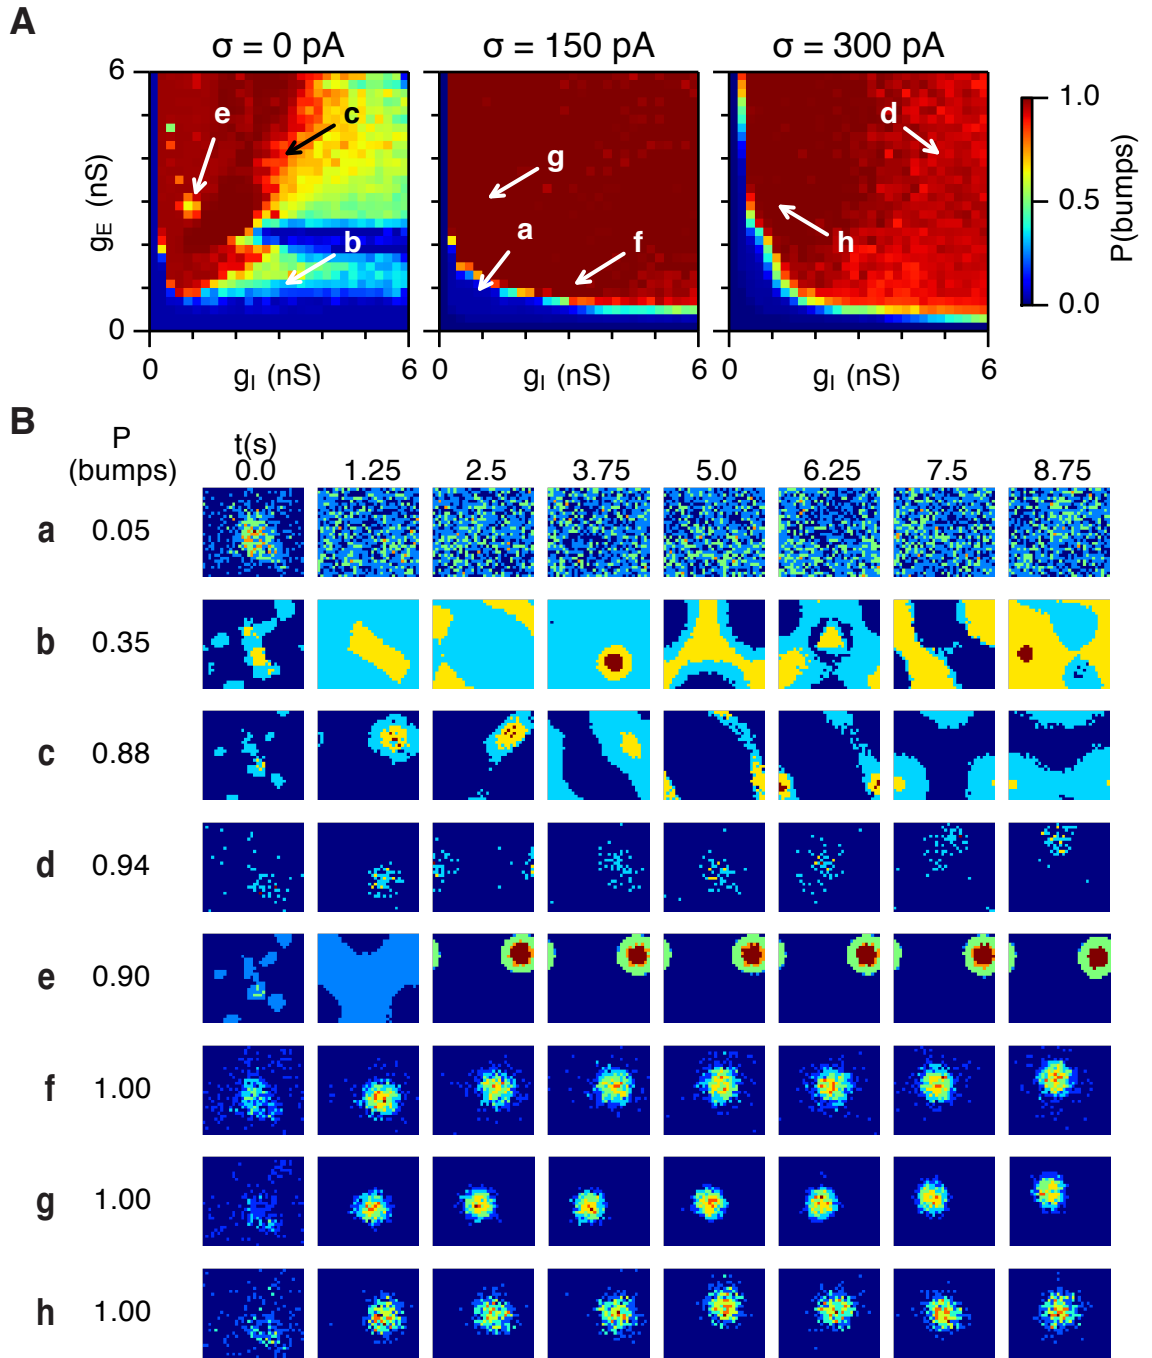 A
σ = 0 pA σ = 150 pA σ = 300 pA
6
gE (nS)
0
e c b
g a f
d h
1.0
0.5
0.0
P(bumps)
0 gI (nS) 6 0 gI (nS) 6 0 gI (nS) 6
B
P (bumps)
t(s)
0.0 1.25 2.5 3.75 5.0 6.25 7.5 8.75
a 0.05
b 0.35
c 0.88
d 0.94
e 0.90
f 1.00
g 1.00
h 1.00